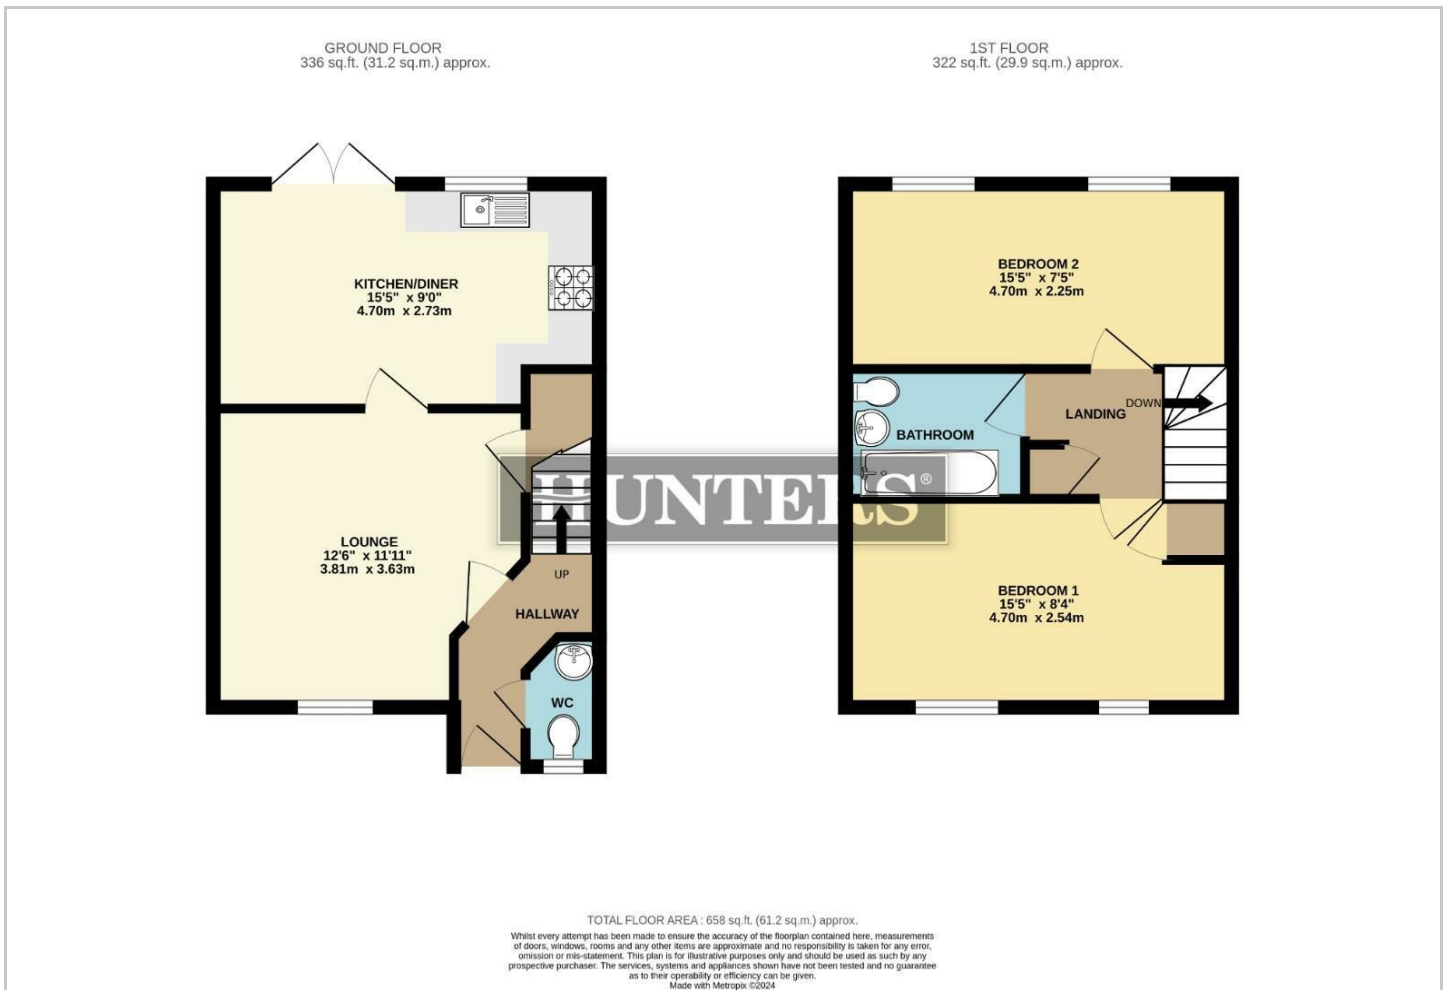 GROUND FLOOR
336 sq.ft. (31.2 sq.m.) approx.
1ST FLOOR
322 sq.ft. (29.9 sq.m.) approx.
KITCHEN/DINER
15'5" x 9'0"
4.70m x 2.73m
LOUNGE
12'6" x 11'11"
3.81m x 3.63m
UP
HALLWAY
WC
BEDROOM 2
15'5" x 7'5"
4.70m x 2.25m
DOWN
LANDING
BATHROOM
BEDROOM 1
15'5" x 8'4"
4.70m x 2.54m
HUNTERS®
TOTAL FLOOR AREA : 658 sq.ft. (61.2 sq.m.) approx.
Whilst every attempt has been made to ensure the accuracy of the floorplan contained here, measurements
of doors, windows, rooms and any other items are approximate and no responsibility is taken for any error,
omission or mis-statement. This plan is for illustrative purposes only and should be used as such by any
prospective purchaser. The services, systems and appliances shown have not been tested and no guarantee
as to their operability or efficiency can be given.
Made with Metropix ©2024